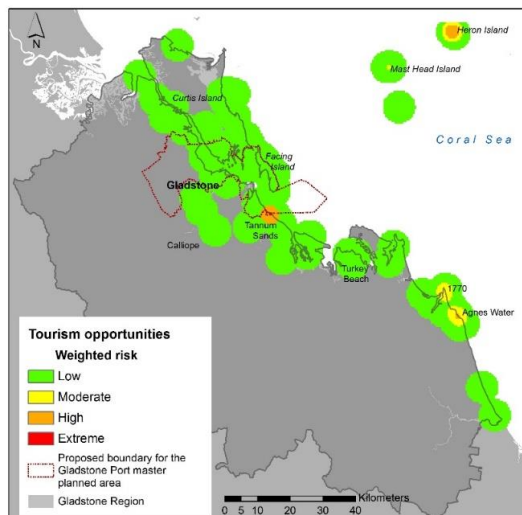 N
Heron Island
Mast Head Island
Curtis Island
Coral Sea
Facing
Island
Gladstone
Tannum
Sands
Calliope
Turkey
Beach
1770
Agnes Water
Tourism opportunities
Weighted risk
Low
Moderate
High
Extreme
Proposed boundary for the
Gladstone Port master
planned area
Gladstone Region
Kilometers
0 5 10 20 30 40